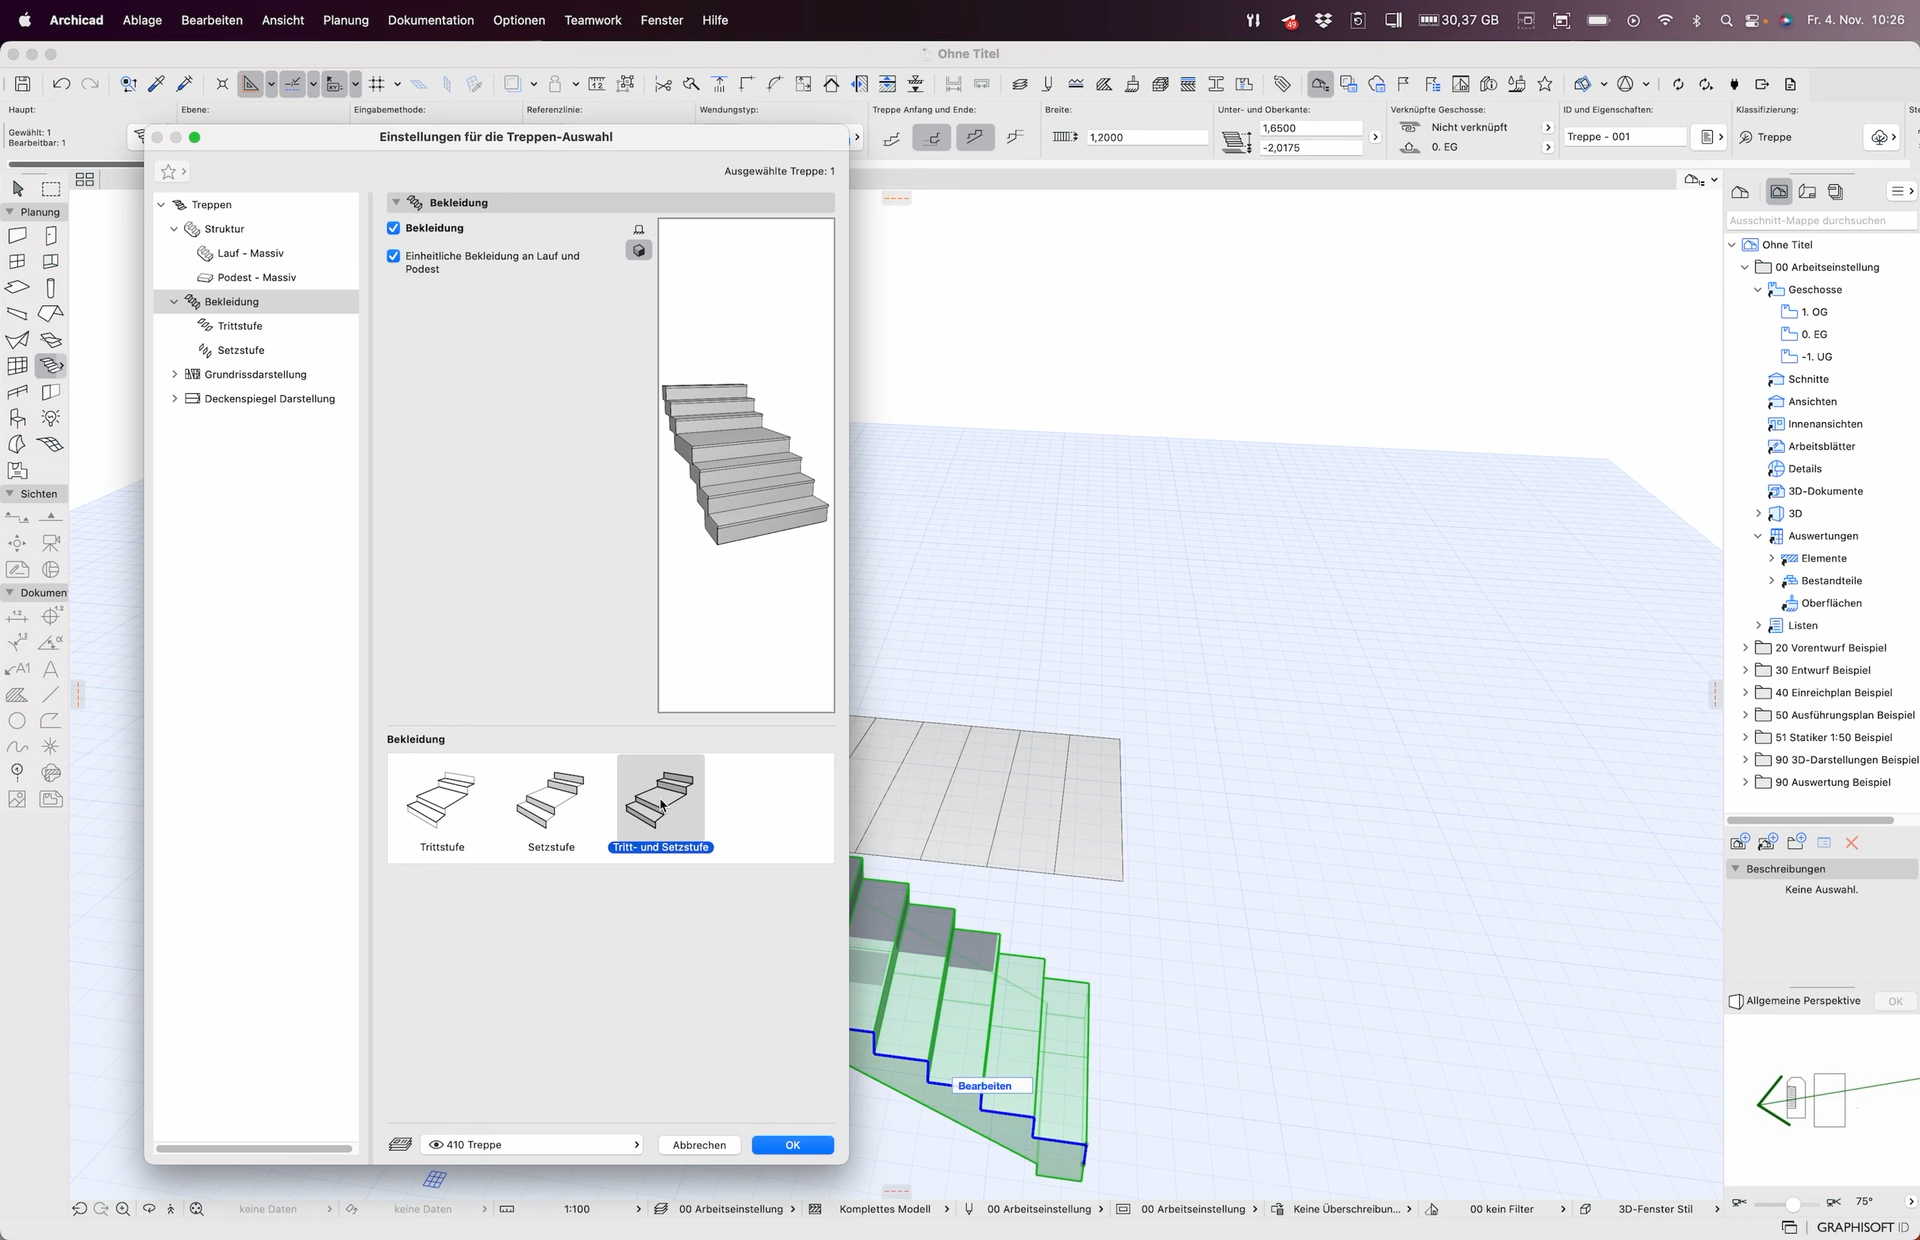 Archicad Ablage Bearbeiten Ansicht Planung Dokumentation Optionen Teamwork Fenster Hilfe
49 30,37 GB Fr. 4. Nov. 10:26
Ohne Titel
Haupt: Ebene: Eingabemethode: Referenzlinie: Wendungstyp: Treppe Anfang und Ende: Breite: Unter- und Oberkante: Verknüpfte Geschosse: ID und Eigenschaften: Klassifizierung:
Gewählt: 1
Bearbeitbar: 1
1,2000
1,6500
-2,0175
Nicht verknüpft
0. EG
Treppe - 001
Treppe
Einstellungen für die Treppen-Auswahl
Ausgewählte Treppe: 1
Treppen
Struktur
Lauf - Massiv
Podest - Massiv
Bekleidung
Trittstufe
Setzstufe
Grundrissdarstellung
Deckenspiegel Darstellung
Bekleidung
Bekleidung
Einheitliche Bekleidung an Lauf und
Podest
Bekleidung
Trittstufe Setzstufe Tritt- und Setzstufe
410 Treppe
Abbrechen
OK
Planung
Sichten
Dokumen
Bearbeiten
Ausschnitt-Mappe durchsuchen
Ohne Titel
00 Arbeitseinstellung
Geschosse
1. OG
0. EG
-1. UG
Schnitte
Ansichten
Innenansichten
Arbeitsblätter
Details
3D-Dokumente
3D
Auswertungen
Elemente
Bestandteile
Oberflächen
Listen
20 Vorentwurf Beispiel
30 Entwurf Beispiel
40 Einreichplan Beispiel
50 Ausführungsplan Beispiel
51 Statiker 1:50 Beispiel
90 3D-Darstellungen Beispiel
90 Auswertung Beispiel
Beschreibungen
Keine Auswahl.
Allgemeine Perspektive
OK
75°
keine Daten keine Daten 1:100 00 Arbeitseinstellung Komplettes Modell 00 Arbeitseinstellung 00 Arbeitseinstellung Keine Überschreibun... 00 kein Filter 3D-Fenster Stil
GRAPHISOFT ID